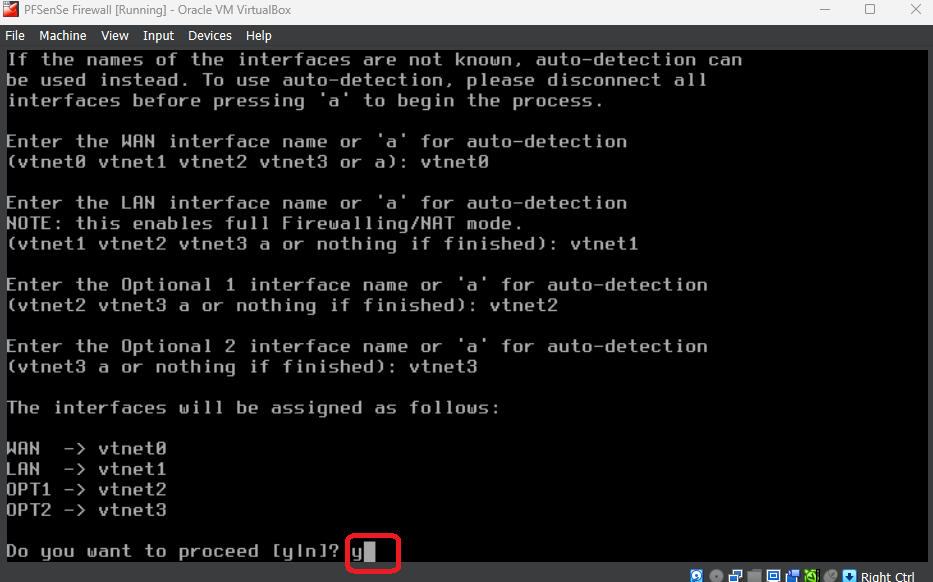 PFSenSe Firewall [Running] - Oracle VM VirtualBox
File Machine View Input Devices Help
If the names of the interfaces are not known, auto-detection can
be used instead. To use auto-detection, please disconnect all
interfaces before pressing 'a' to begin the process.
Enter the WAN interface name or 'a' for auto-detection
(vtnet0 vtnet1 vtnet2 vtnet3 or a): vtnet0
Enter the LAN interface name or 'a' for auto-detection
NOTE: this enables full Firewalling/NAT mode.
(vtnet1 vtnet2 vtnet3 a or nothing if finished): vtnet1
Enter the Optional 1 interface name or 'a' for auto-detection
(vtnet2 vtnet3 a or nothing if finished): vtnet2
Enter the Optional 2 interface name or 'a' for auto-detection
(vtnet3 a or nothing if finished): vtnet3
The interfaces will be assigned as follows:
WAN -> vtnet0
LAN -> vtnet1
OPT1 -> vtnet2
OPT2 -> vtnet3
Do you want to proceed [y|n]? y
Right Ctrl